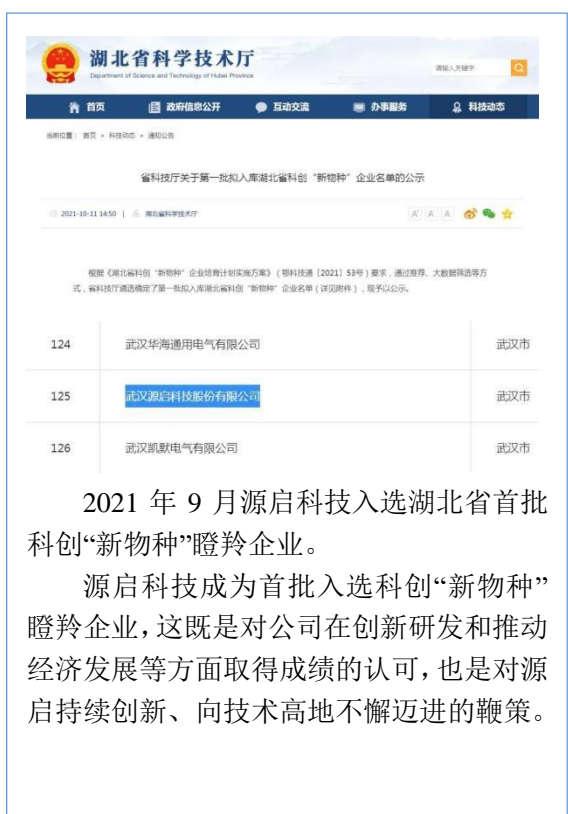 湖北省科学技术厅
Department of Science and Technology of Hubei Province
请输入关键字
首页 政府信息公开 互动交流 办事服务 科技动态
当前位置： 首页 > 科技动态 > 通知公告
省科技厅关于第一批拟入库湖北省科创“新物种”企业名单的公示
2021-10-11 14:50 | 湖北省科学技术厅
根据《湖北省科创“新物种”企业培育计划实施方案》（鄂科技通〔2021〕53号）要求，通过推荐、大数据筛选等方
式，省科技厅遴选确定了第一批拟入库湖北省科创“新物种”企业名单（详见附件），现予以公示。
124 武汉华海通用电气有限公司 武汉市
125 武汉源启科技股份有限公司 武汉市
126 武汉凯默电气有限公司 武汉市
2021 年 9 月源启科技入选湖北省首批
科创“新物种”瞪羚企业。
源启科技成为首批入选科创“新物种”
瞪羚企业，这既是对公司在创新研发和推动
经济发展等方面取得成绩的认可，也是对源
启持续创新、向技术高地不懈迈进的鞭策。